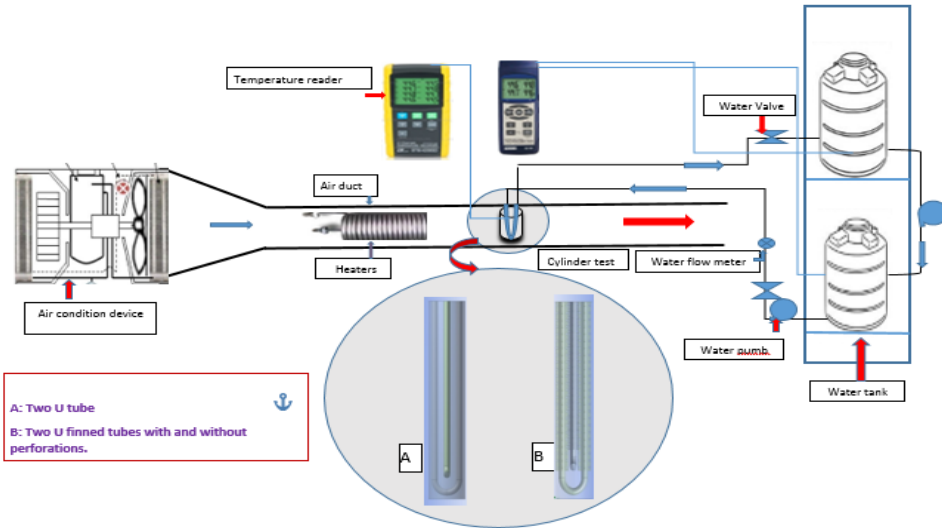 Temperature reader
Water Valve
Air duct
Heaters
Cylinder test
Water flow meter
Air condition device
Water pumb
Water tank
A: Two U tube
B: Two U finned tubes with and without
perforations.
A
B